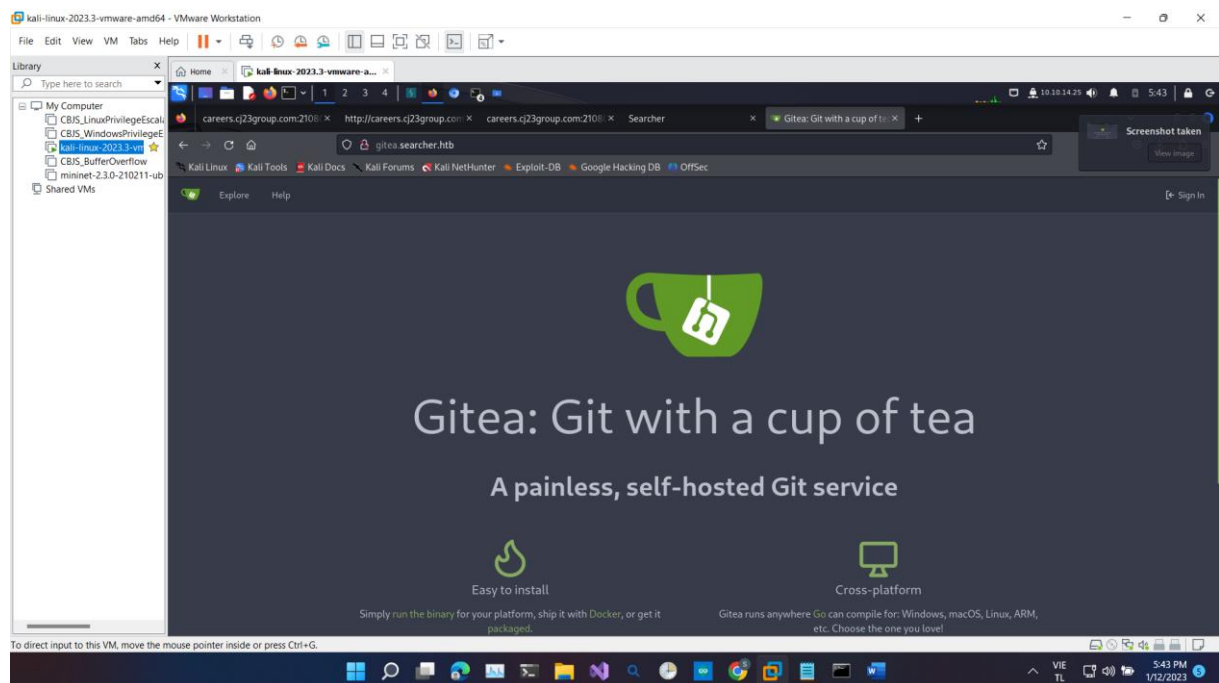 kali-linux-2023.3-vmware-amd64 - VMware Workstation
File Edit View VM Tabs Help
Library
Home kali-linux-2023.3-vmware-a...
Type here to search
1 2 3 4 10.10.14.25 5:43
My Computer
CBJS_LinuxPrivilegeEscala
CBJS_WindowsPrivilegeE
kali-linux-2023.3-vm
CBJS_BufferOverflow
mininet-2.3.0-210211-ub
Shared VMs
careers.cj23group.com:2108 http://careers.cj23group.com careers.cj23group.com:2108 Searcher Gitea: Git with a cup of te
Screenshot taken
View image
gitea.searcher.htb
Kali Linux Kali Tools Kali Docs Kali Forums Kali NetHunter Exploit-DB Google Hacking DB OffSec
Explore Help Sign In
Gitea: Git with a cup of tea
A painless, self-hosted Git service
Easy to install
Cross-platform
Simply run the binary for your platform, ship it with Docker, or get it
packaged.
Gitea runs anywhere Go can compile for: Windows, macOS, Linux, ARM,
etc. Choose the one you love!
To direct input to this VM, move the mouse pointer inside or press Ctrl+G.
VIE
TL
5:43 PM
1/12/2023
5